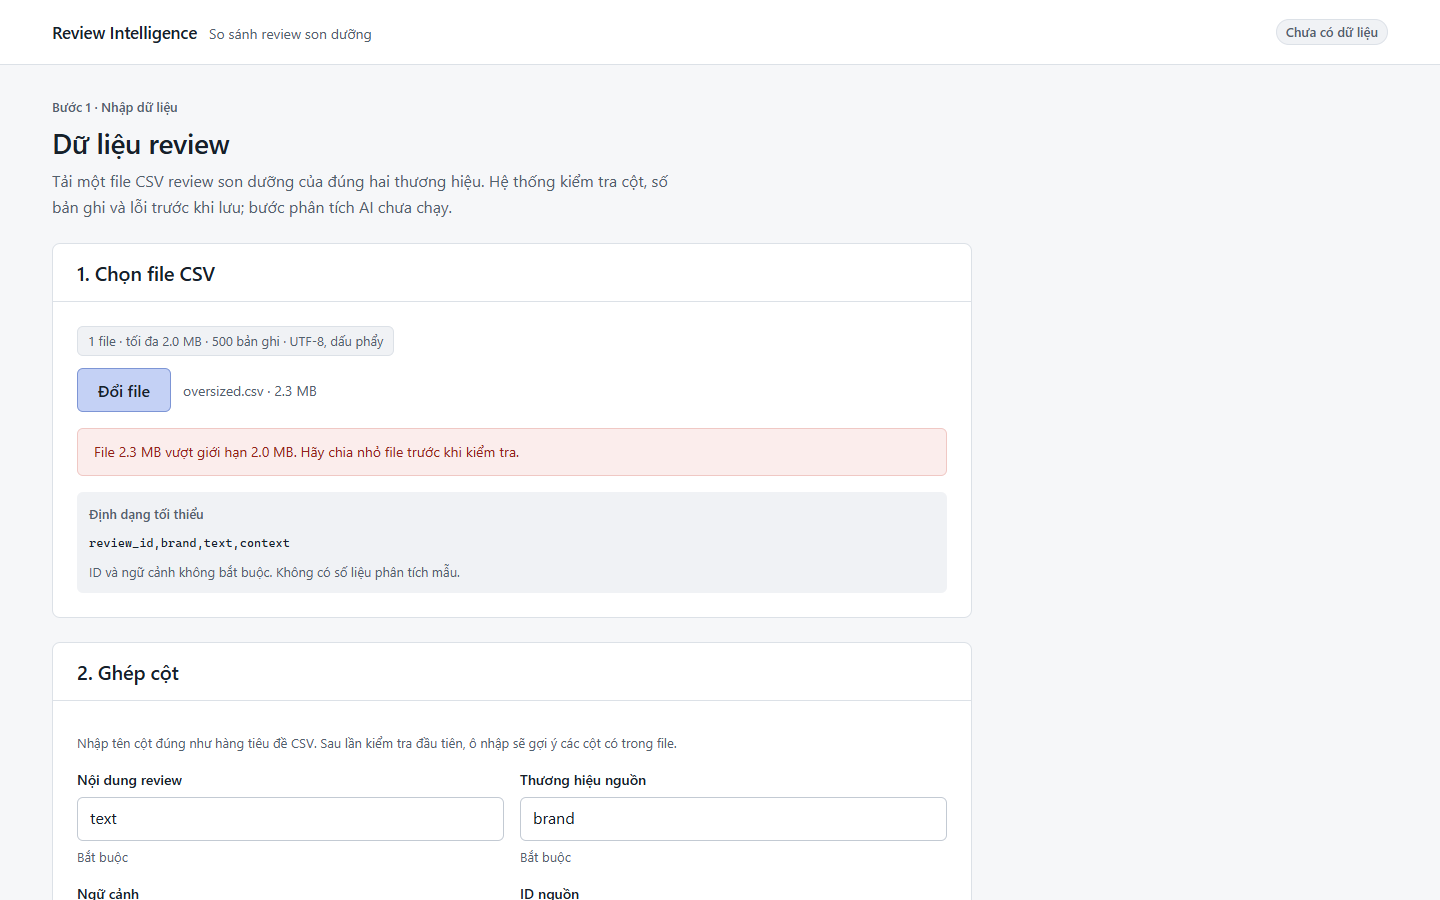 Review Intelligence So sánh review son dưỡng
Chưa có dữ liệu
Bước 1 · Nhập dữ liệu
Dữ liệu review
Tải một file CSV review son dưỡng của đúng hai thương hiệu. Hệ thống kiểm tra cột, số
bản ghi và lỗi trước khi lưu; bước phân tích AI chưa chạy.
1. Chọn file CSV
1 file · tối đa 2.0 MB · 500 bản ghi · UTF-8, dấu phẩy
Đổi file
oversized.csv · 2.3 MB
File 2.3 MB vượt giới hạn 2.0 MB. Hãy chia nhỏ file trước khi kiểm tra.
Định dạng tối thiểu
review_id,brand,text,context
ID và ngữ cảnh không bắt buộc. Không có số liệu phân tích mẫu.
2. Ghép cột
Nhập tên cột đúng như hàng tiêu đề CSV. Sau lần kiểm tra đầu tiên, ô nhập sẽ gợi ý các cột có trong file.
Nội dung review
Thương hiệu nguồn
text
brand
Bắt buộc
Bắt buộc
Ngữ cảnh
ID nguồn